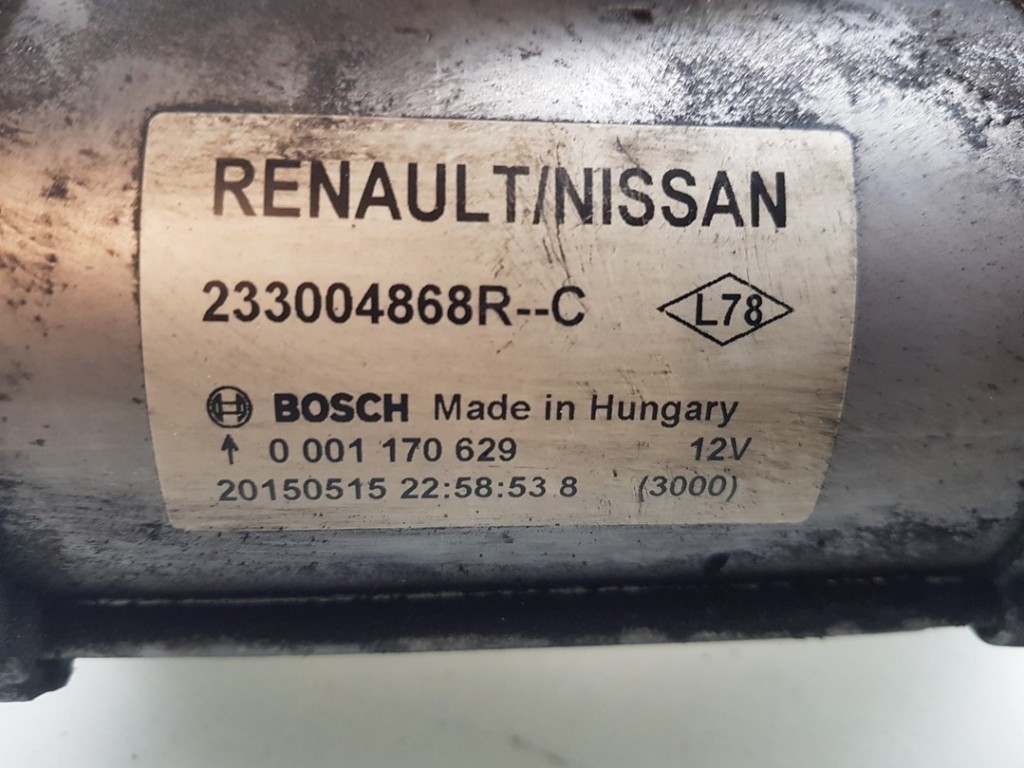 RENAULT/NISSAN
233004868R--C L78
BOSCH Made in Hungary
↑ 0 001 170 629 12V
20150515 22:58:53 8 (3000)